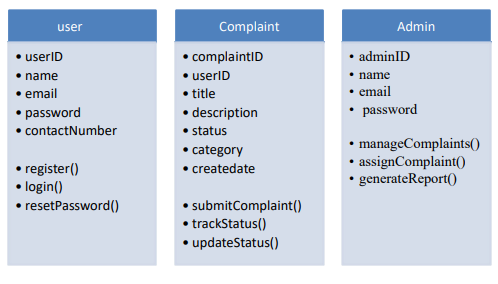 user
• userID
• name
• email
• password
• contactNumber
• register()
• login()
• resetPassword()
Complaint
• complaintID
• userID
• title
• description
• status
• category
• createdate
• submitComplaint()
• trackStatus()
• updateStatus()
Admin
• adminID
• name
• email
• password
• manageComplaints()
• assignComplaint()
• generateReport()